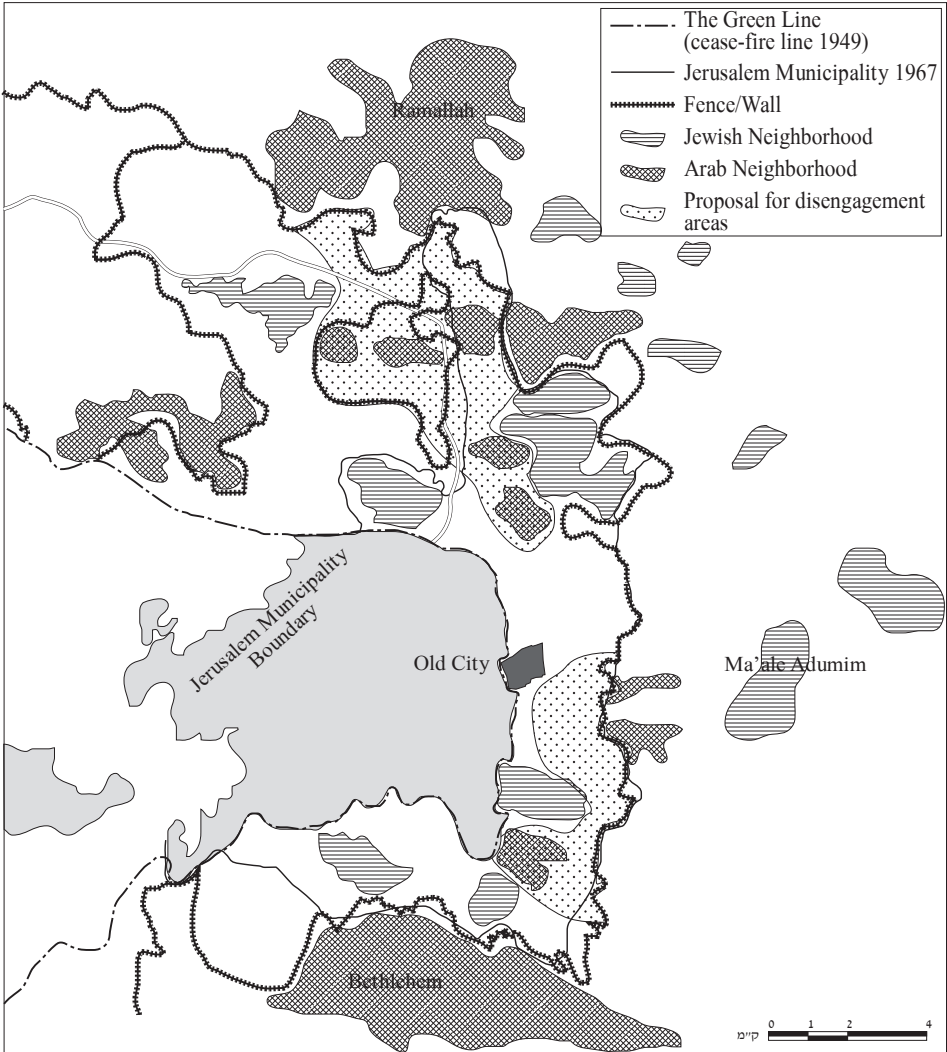 The Green Line
(cease-fire line 1949)
Jerusalem Municipality 1967
Fence/Wall
Jewish Neighborhood
Arab Neighborhood
Proposal for disengagement
areas
Ramallah
Jerusalem Municipality
Boundary
Old City
Ma'ale Adumim
Bethlehem
ק״מ 0 1 2 4